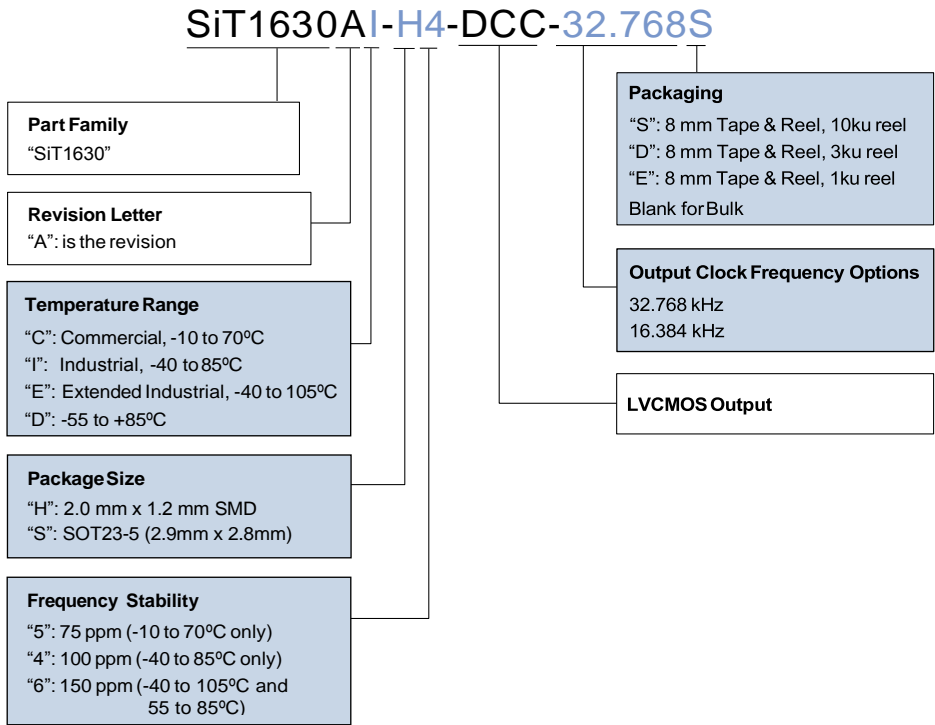 SiT1630AI-H4-DCC-32.768S
Part Family
“SiT1630”
Revision Letter
“A”: is the revision
Temperature Range
“C”: Commercial, -10 to 70ºC
“I”: Industrial, -40 to 85ºC
“E”: Extended Industrial, -40 to 105ºC
“D”: -55 to +85ºC
Package Size
“H”: 2.0 mm x 1.2 mm SMD
“S”: SOT23-5 (2.9mm x 2.8mm)
Frequency Stability
“5”: 75 ppm (-10 to 70ºC only)
“4”: 100 ppm (-40 to 85ºC only)
“6”: 150 ppm (-40 to 105ºC and
55 to 85ºC)
Packaging
“S”: 8 mm Tape & Reel, 10ku reel
“D”: 8 mm Tape & Reel, 3ku reel
“E”: 8 mm Tape & Reel, 1ku reel
Blank for Bulk
Output Clock Frequency Options
32.768 kHz
16.384 kHz
LVCMOS Output